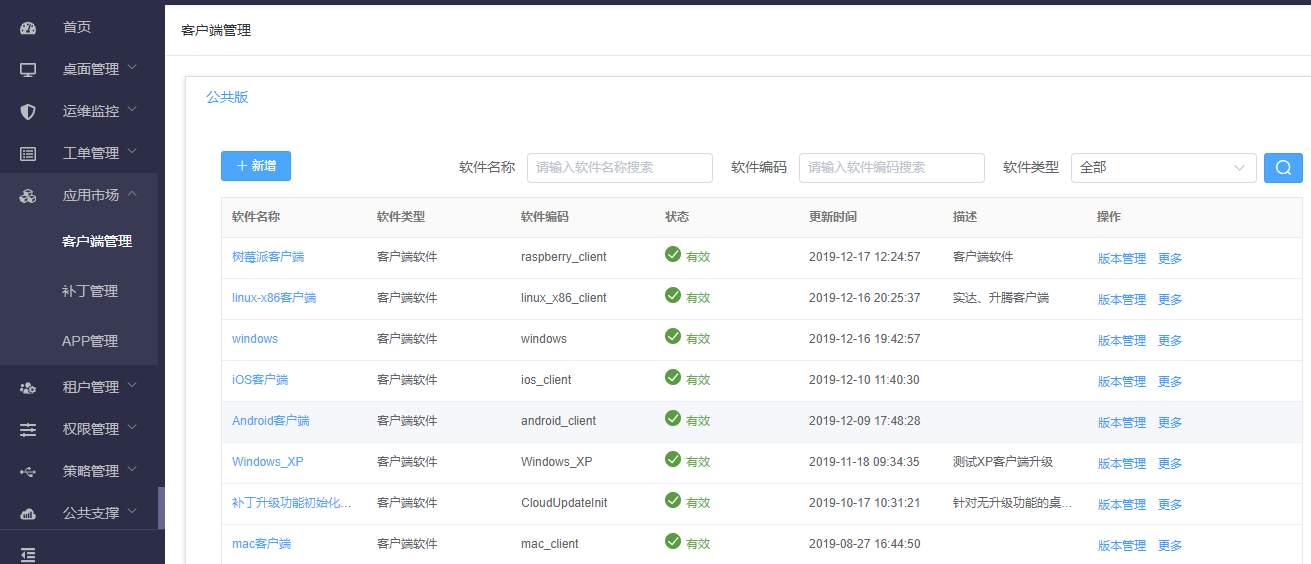 首页
桌面管理
运维监控
工单管理
应用市场
客户端管理
补丁管理
APP管理
租户管理
权限管理
策略管理
公共支撑
客户端管理
公共版
+ 新增 软件名称 请输入软件名称搜索 软件编码 请输入软件编码搜索 软件类型 全部
软件名称 软件类型 软件编码 状态 更新时间 描述 操作
树莓派客户端 客户端软件 raspberry_client 有效 2019-12-17 12:24:57 客户端软件 版本管理 更多
linux-x86客户端 客户端软件 linux_x86_client 有效 2019-12-16 20:25:37 实达、升腾客户端 版本管理 更多
windows 客户端软件 windows 有效 2019-12-16 19:42:57 版本管理 更多
iOS客户端 客户端软件 ios_client 有效 2019-12-10 11:40:30 版本管理 更多
Android客户端 客户端软件 android_client 有效 2019-12-09 17:48:28 版本管理 更多
Windows_XP 客户端软件 Windows_XP 有效 2019-11-18 09:34:35 测试XP客户端升级 版本管理 更多
补丁升级功能初始化... 客户端软件 CloudUpdateInit 有效 2019-10-17 10:31:21 针对无升级功能的桌... 版本管理 更多
mac客户端 客户端软件 mac_client 有效 2019-08-27 16:44:50 版本管理 更多